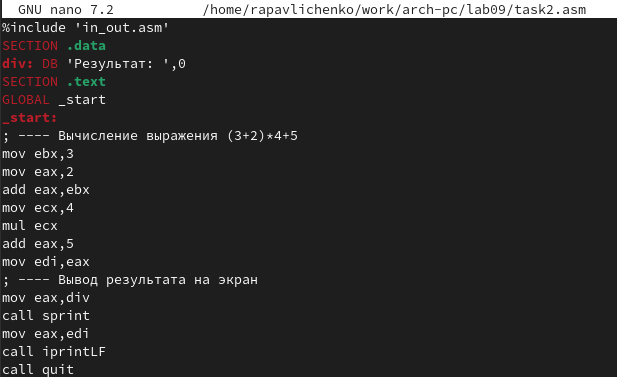 GNU nano 7.2 /home/rapavlichenko/work/arch-pc/lab09/task2.asm
%include 'in_out.asm'
SECTION .data
div: DB 'Результат: ',0
SECTION .text
GLOBAL _start
_start:
; ---- Вычисление выражения (3+2)*4+5
mov ebx,3
mov eax,2
add eax,ebx
mov ecx,4
mul ecx
add eax,5
mov edi,eax
; ---- Вывод результата на экран
mov eax,div
call sprint
mov eax,edi
call iprintLF
call quit